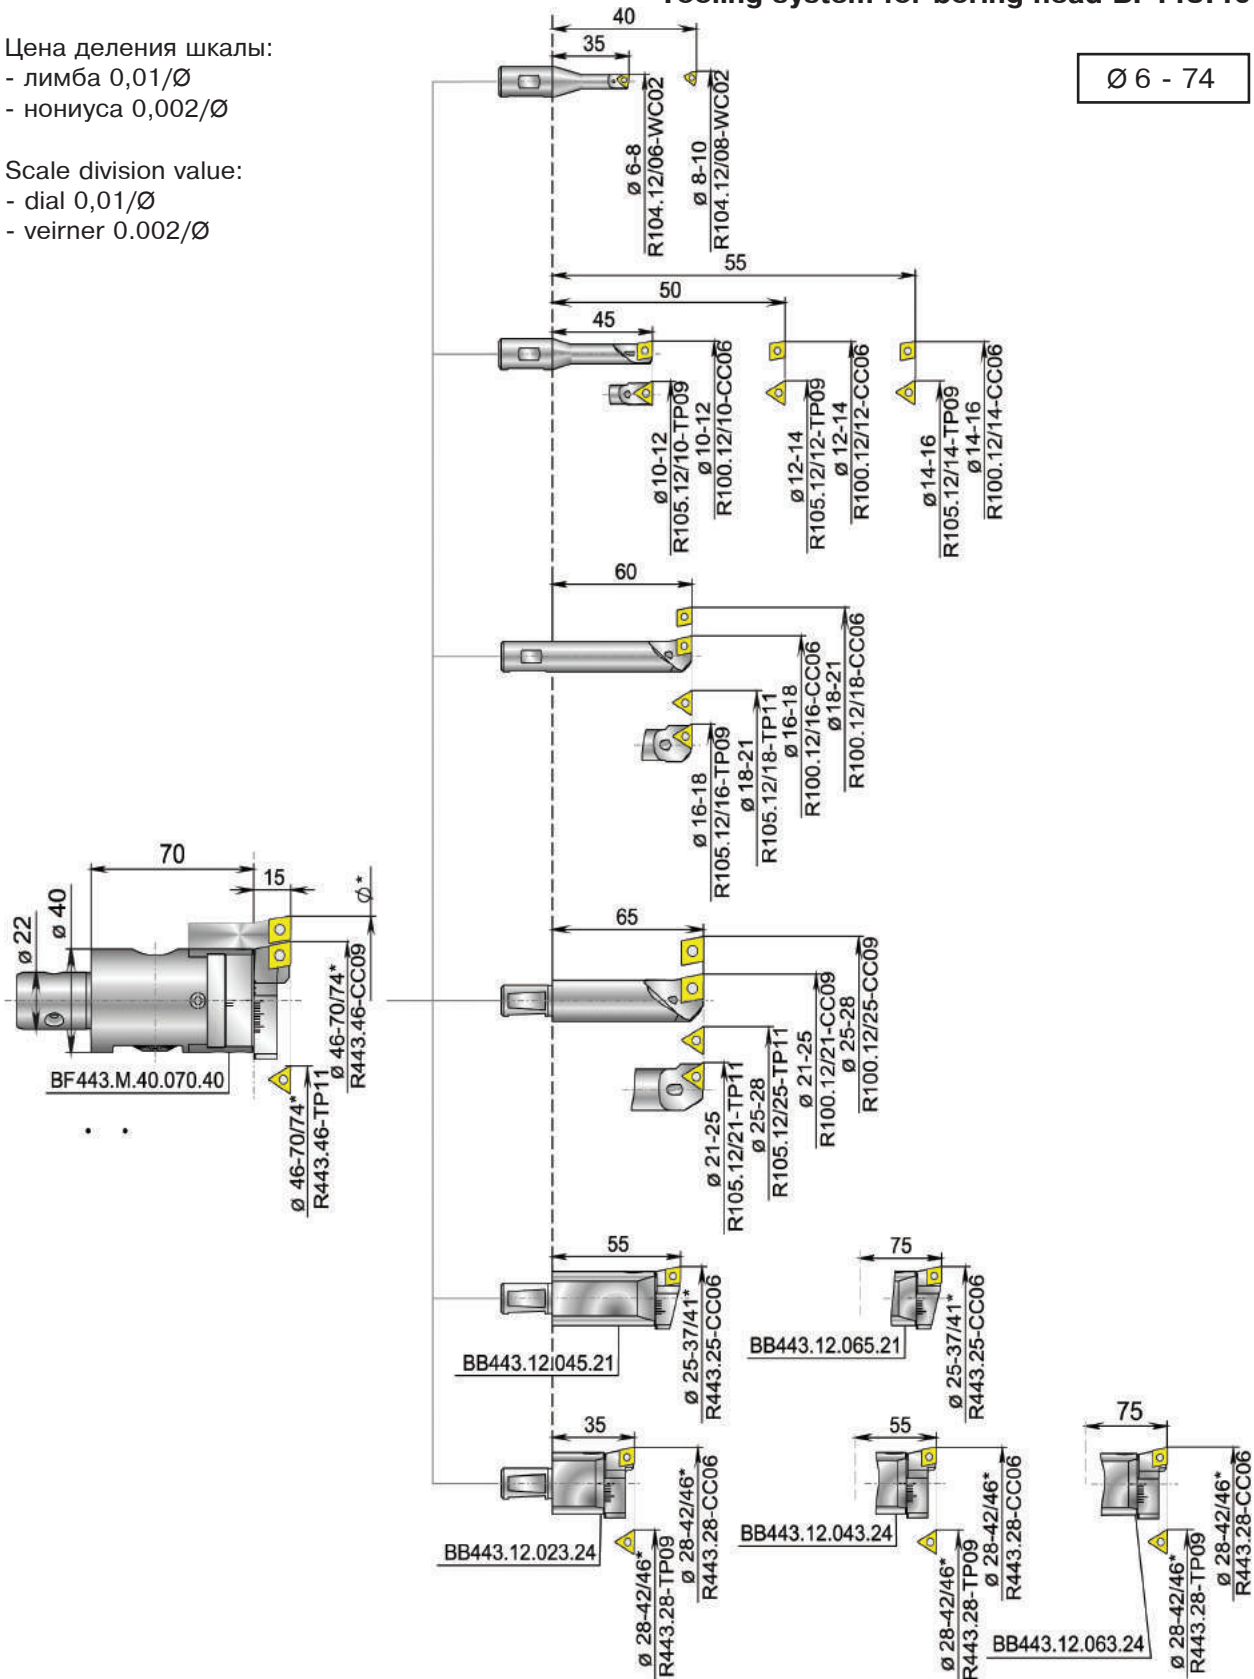 Цена деления шкалы:
- лимба 0,01/Ø
- нониуса 0,002/Ø
Scale division value:
- dial 0,01/Ø
- veirner 0.002/Ø
Ø 6 - 74
40
35
ø 6-8
R104.12/06-WC02
ø 8-10
R104.12/08-WC02
55
50
45
ø10-12
R105.12/10-TP09
ø 10-12
R100.12/10-CC06
ø12-14
R105.12/12-TP09
ø 12-14
R100.12/12-CC06
ø14-16
R105.12/14-TP09
ø14-16
R100.12/14-CC06
60
ø 16-18
R105.12/16-TP09
ø 18-21
R105.12/18-TP11
ø 16-18
R100.12/16-CC06
ø18-21
R100.12/18-CC06
70
15
ø 22
ø 40
ø*
ø 46-70/74*
R443.46-CC09
ø 46-70/74*
R443.46-TP11
BF443.M.40.070.40
65
ø 21-25
R105.12/21-TP11
ø 25-28
R105.12/25-TP11
ø 21-25
R100.12/21-CC09
ø 25-28
R100.12/25-CC09
55
BB443.12.045.21
ø 25-37/41*
R443.25-CC06
75
BB443.12.065.21
ø 25-37/41*
R443.25-CC06
35
BB443.12.023.24
ø 28-42/46*
R443.28-TP09
ø 28-42/46*
R443.28-CC06
55
BB443.12.043.24
ø 28-42/46*
R443.28-TP09
ø 28-42/46*
R443.28-CC06
75
BB443.12.063.24
ø 28-42/46*
R443.28-TP09
ø 28-42/46*
R443.28-CC06